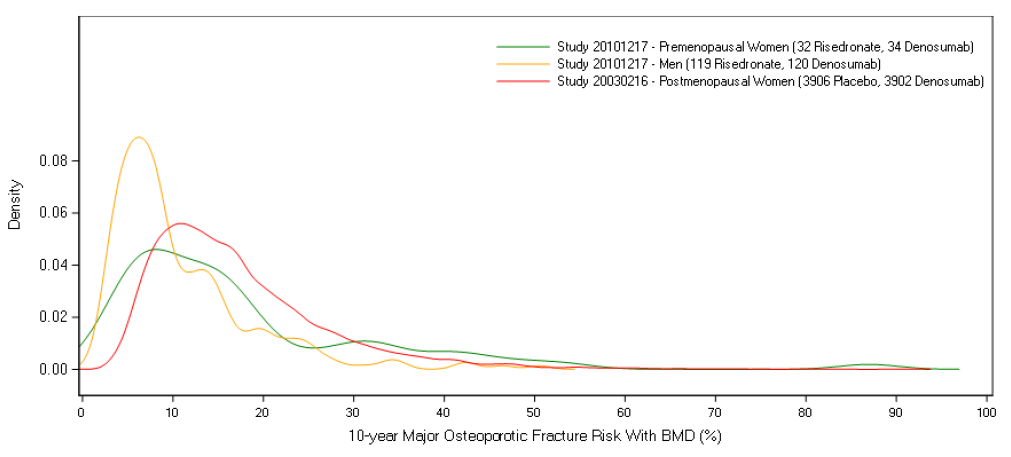 Study 20101217 - Premenopausal Women (32 Risedronate, 34 Denosumab)
Study 20101217 - Men (119 Risedronate, 120 Denosumab)
Study 20030216 - Postmenopausal Women (3906 Placebo, 3902 Denosumab)
0.08
0.06
0.04
0.02
0.00
Density
0 10 20 30 40 50 60 70 80 90 100
10-year Major Osteoporotic Fracture Risk With BMD (%)